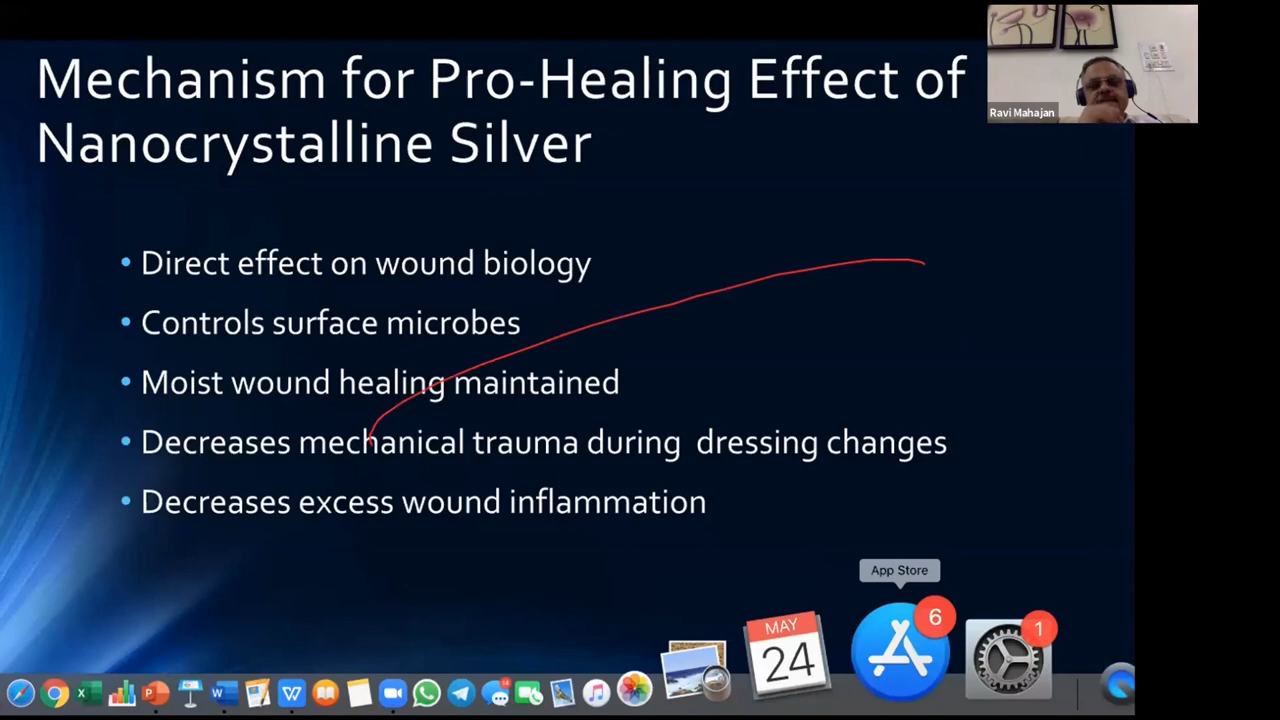 Mechanism for Pro-Healing Effect of
Nanocrystalline Silver
Ravi Mahajan
• Direct effect on wound biology
• Controls surface microbes
• Moist wound healing maintained
• Decreases mechanical trauma during dressing changes
• Decreases excess wound inflammation
App Store
6
1
MAY
24